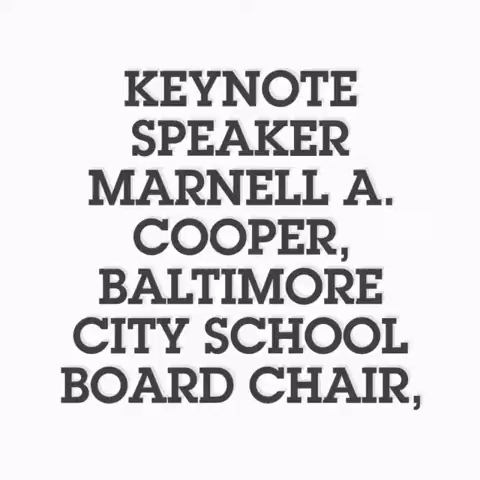 KEYNOTE
SPEAKER
MARNELL A.
COOPER,
BALTIMORE
CITY SCHOOL
BOARD CHAIR,